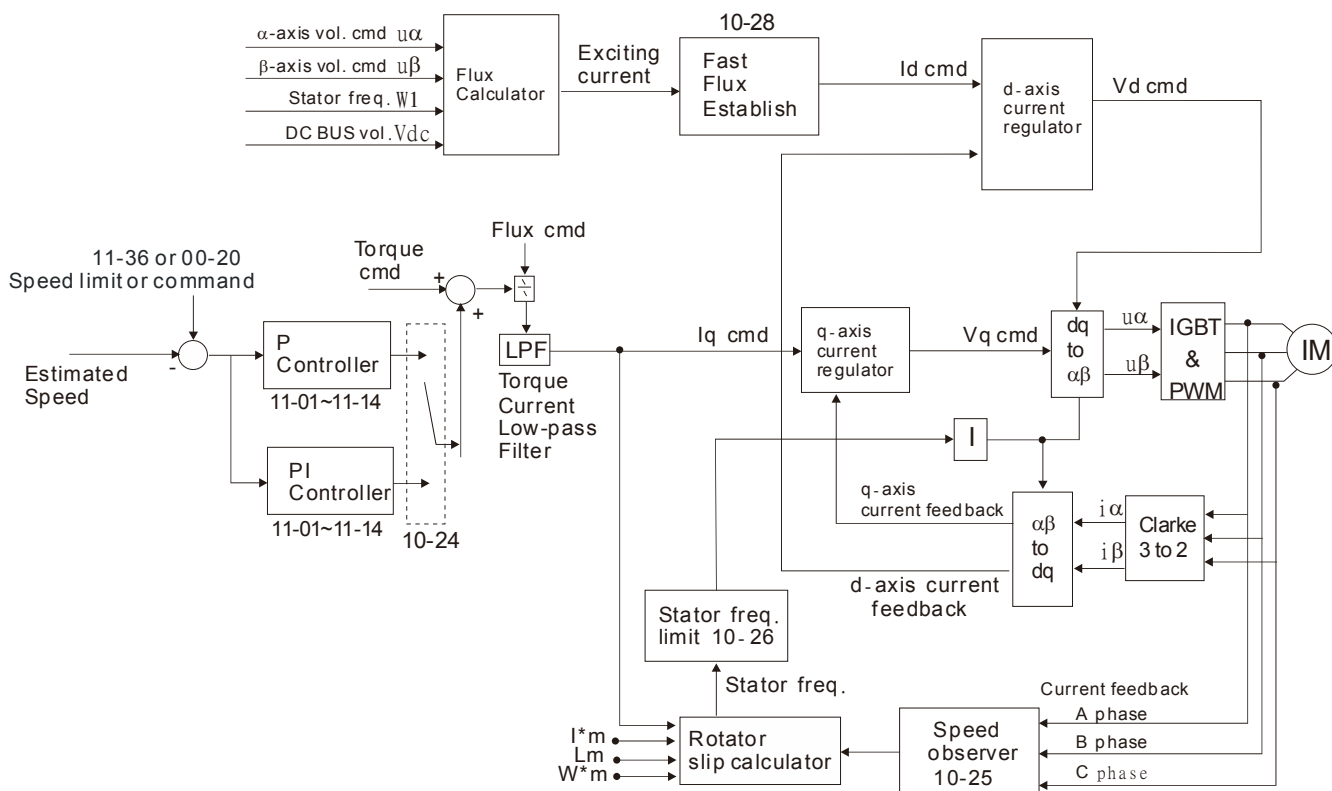 α-axis vol. cmd uα
β-axis vol. cmd uβ
Stator freq. W1
DC BUS vol. Vdc
Flux
Calculator
Exciting
current
10-28
Fast
Flux
Establish
Id cmd
d-axis
current
regulator
Vd cmd
11-36 or 00-20
Speed limit or command
Estimated
Speed
-
P
Controller
11-01~11-14
PI
Controller
11-01~11-14
10-24
Torque
cmd
+
+
Flux cmd
÷
LPF
Torque
Current
Low-pass
Filter
Iq cmd
q-axis
current
regulator
Vq cmd
dq
to
αβ
uα
uβ
IGBT
&
PWM
IM
I
q-axis
current feedback
αβ
to
dq
iα
iβ
Clarke
3 to 2
d-axis current
feedback
Stator freq.
limit 10-26
Stator freq.
I*m
Lm
W*m
Rotator
slip calculator
Speed
observer
10-25
Current feedback
A phase
B phase
C phase